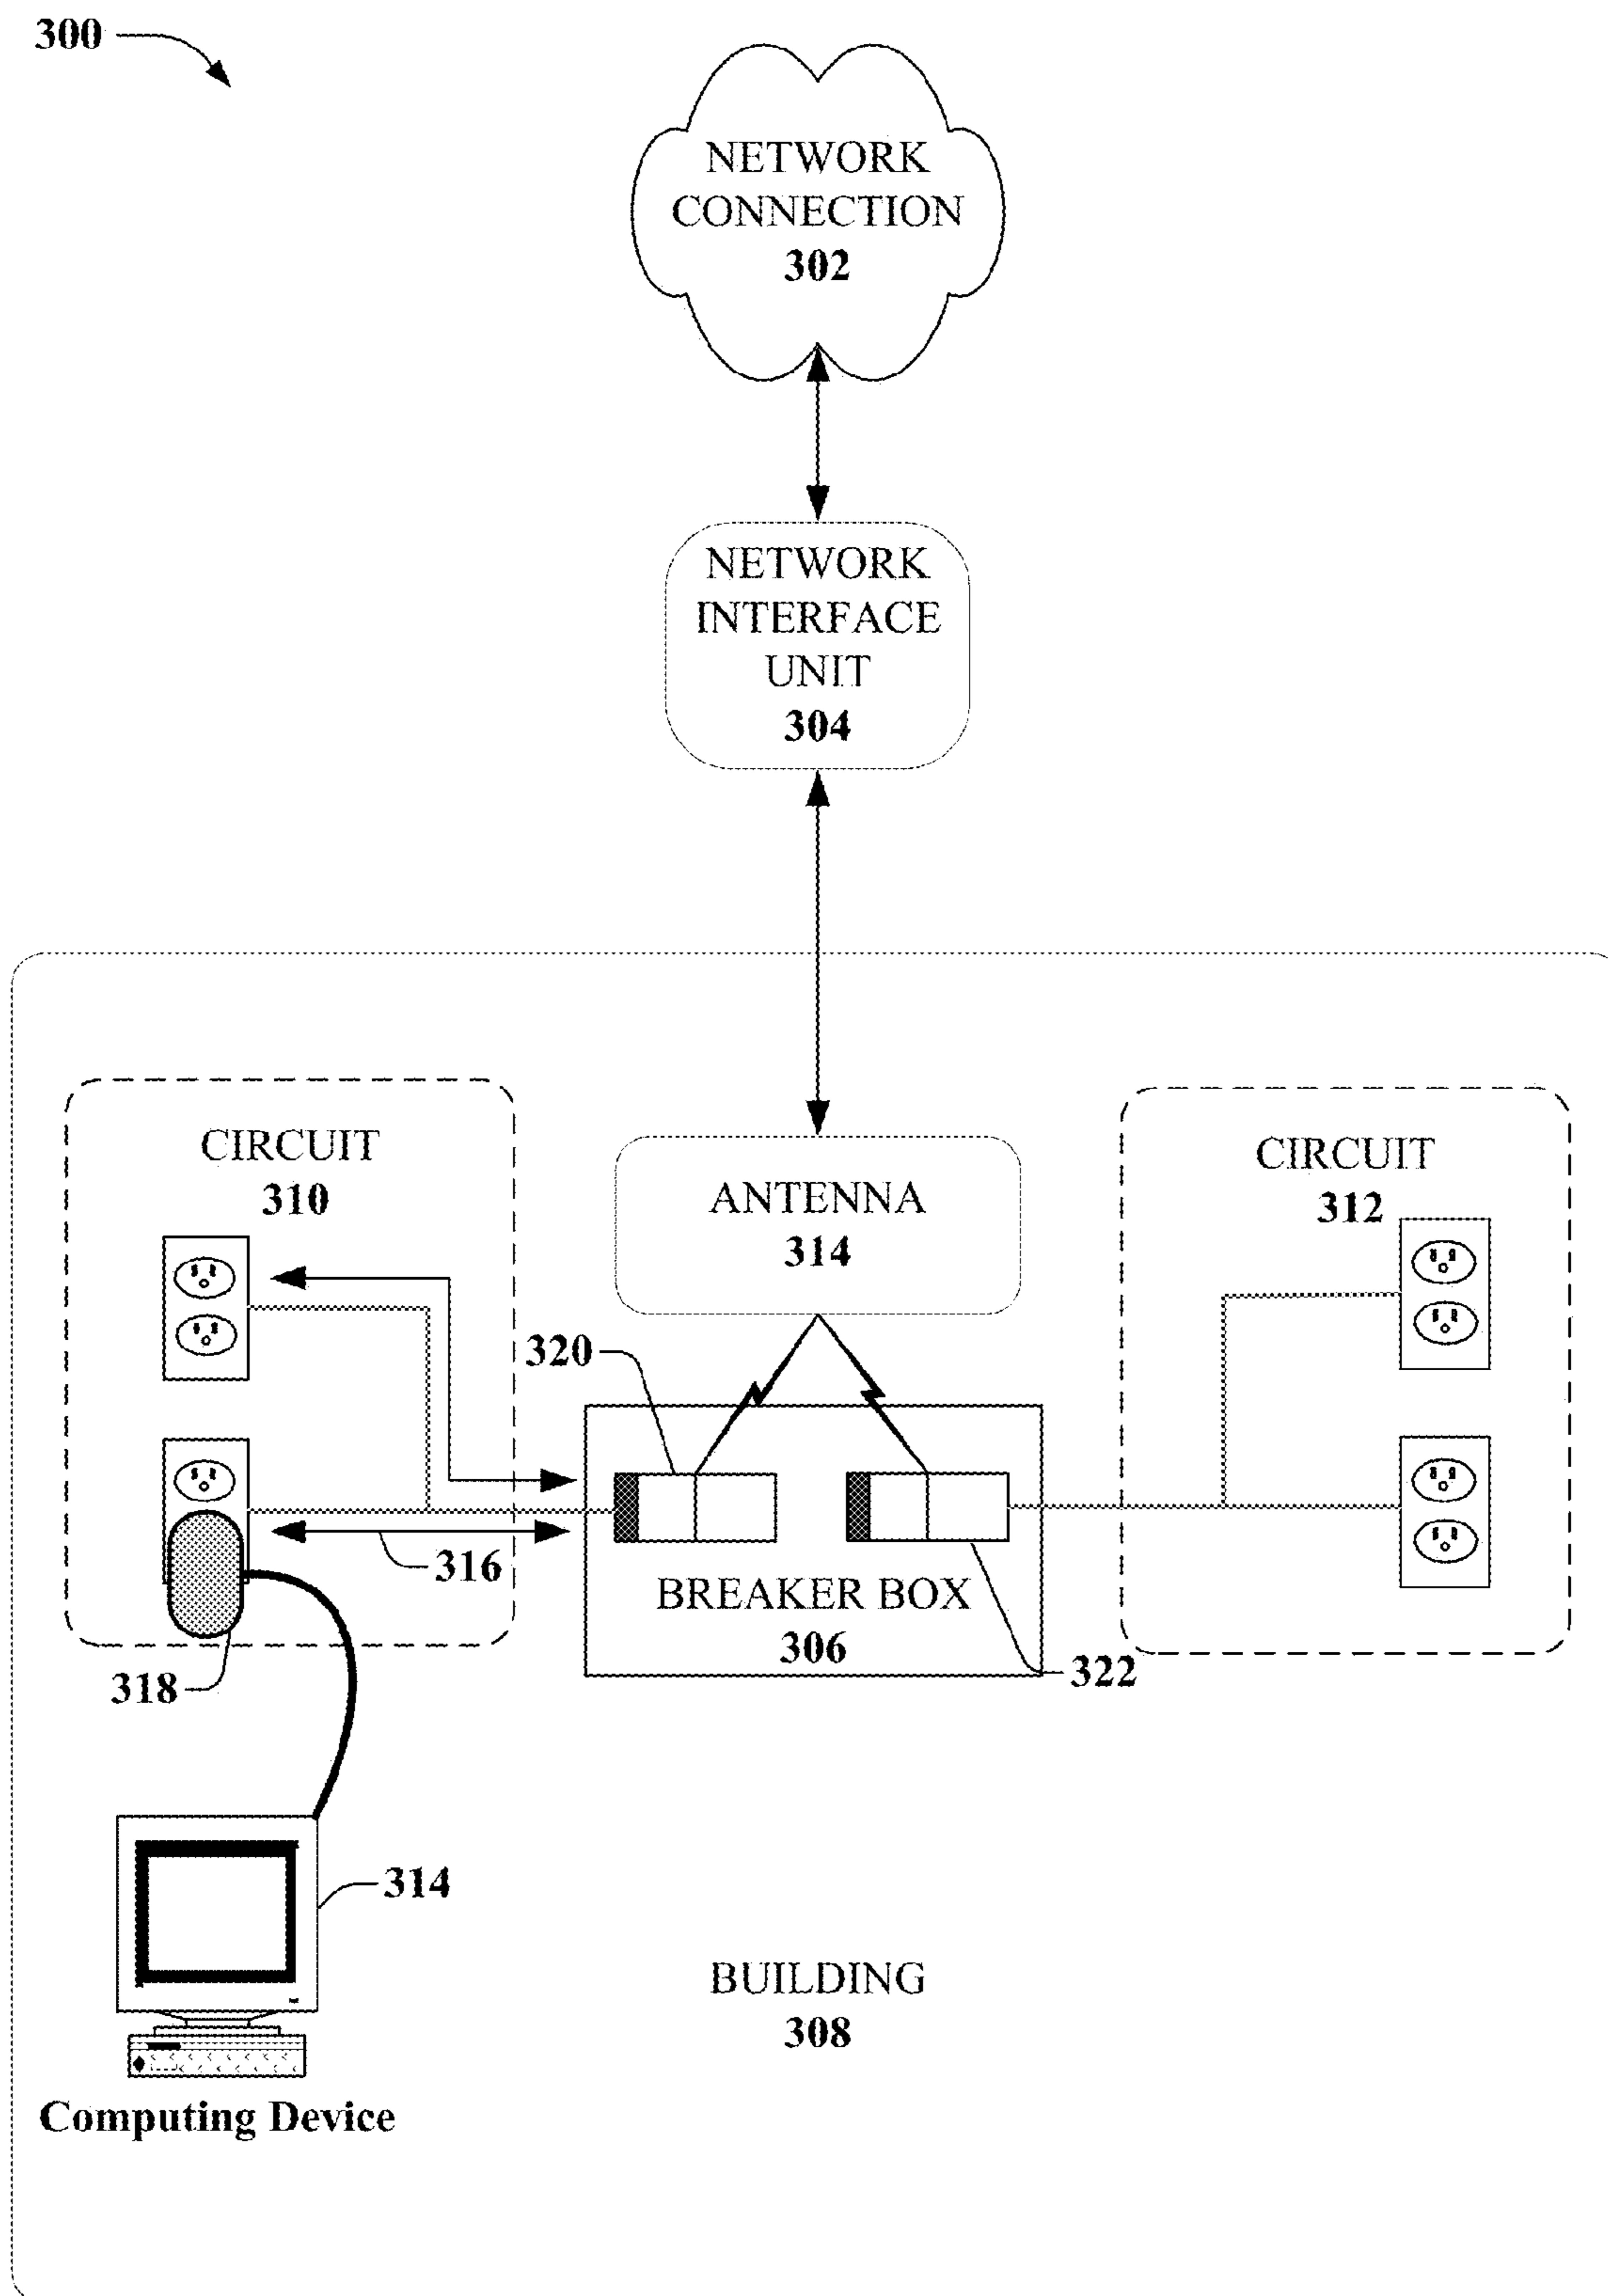 300
NETWORK
CONNECTION
302
NETWORK
INTERFACE
UNIT
304
CIRCUIT
310
ANTENNA
314
CIRCUIT
312
320
316
BREAKER BOX
306
322
318
314
BUILDING
308
Computing Device